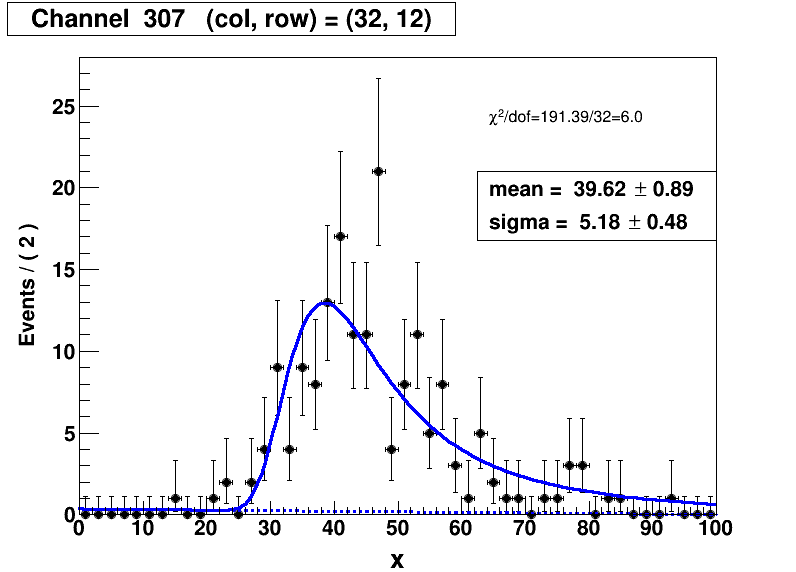 Channel 307 (col, row) = (32, 12)
χ²/dof=191.39/32=6.0
mean = 39.62 ± 0.89
sigma = 5.18 ± 0.48
Events / ( 2 )
25
20
15
10
5
0
0 10 20 30 40 50 60 70 80 90 100
x